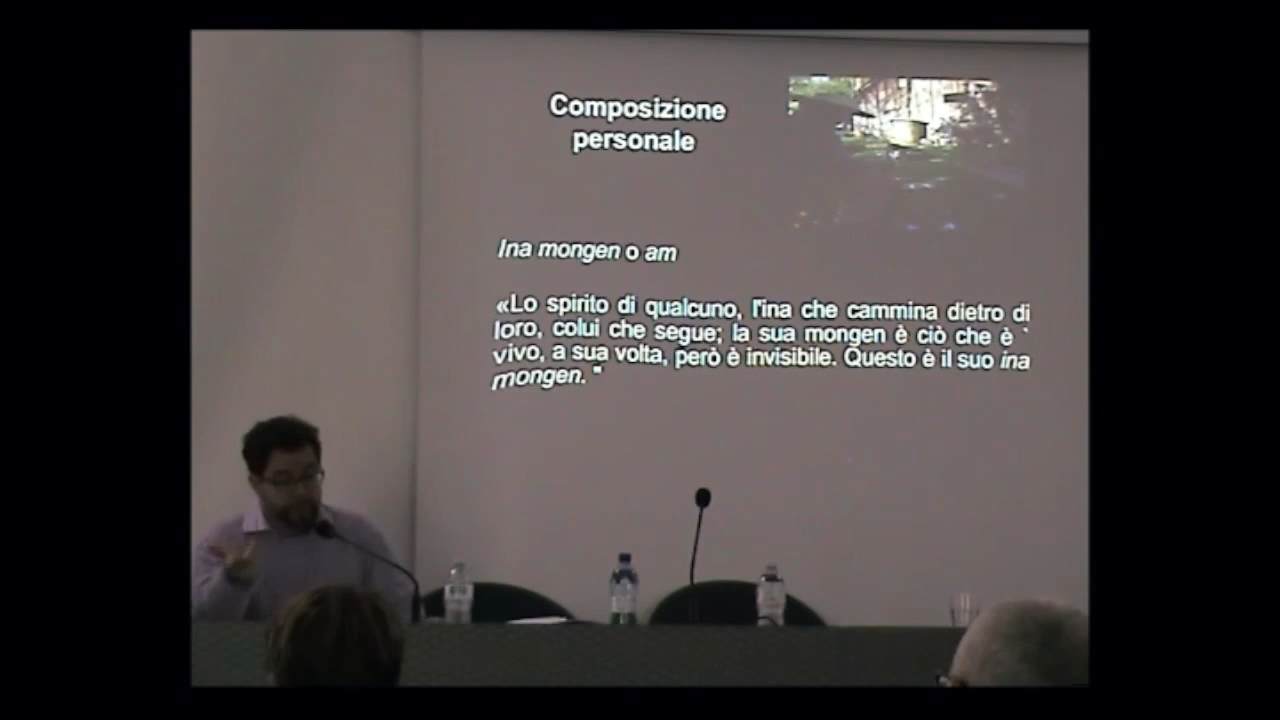 Composizione
personale
Ina mongen o am
«Lo spirito di qualcuno, l'ina che cammina dietro di
loro, colui che segue; la sua mongen è ciò che è `
vivo, a sua volta, però è invisibile. Questo è il suo ina
mongen. "